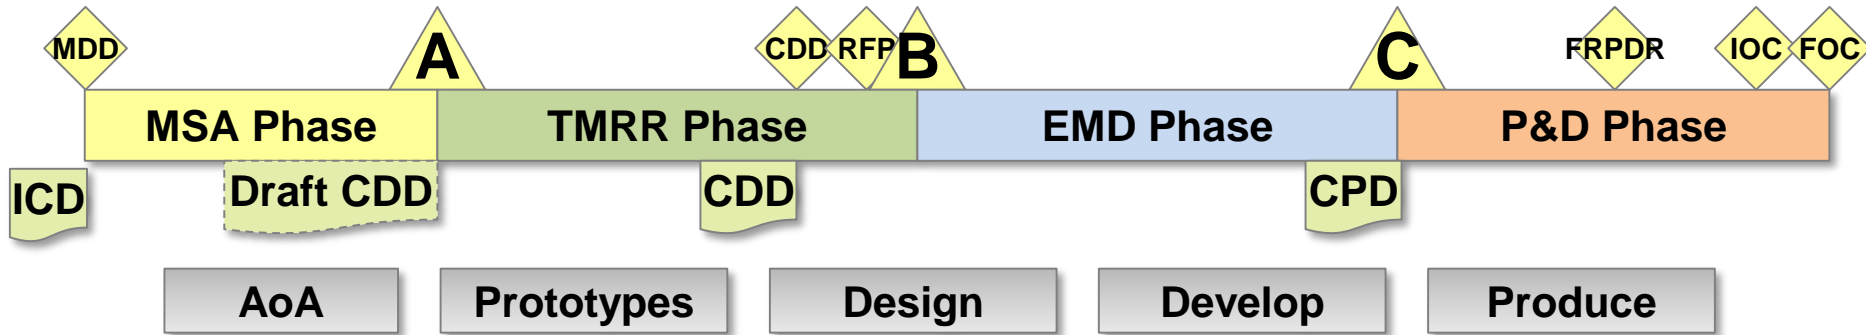 MDD
A
CDD
RFP
B
C
FRPDR
IOC
FOC
MSA Phase
TMRR Phase
EMD Phase
P&D Phase
ICD
Draft CDD
CDD
CPD
AoA
Prototypes
Design
Develop
Produce